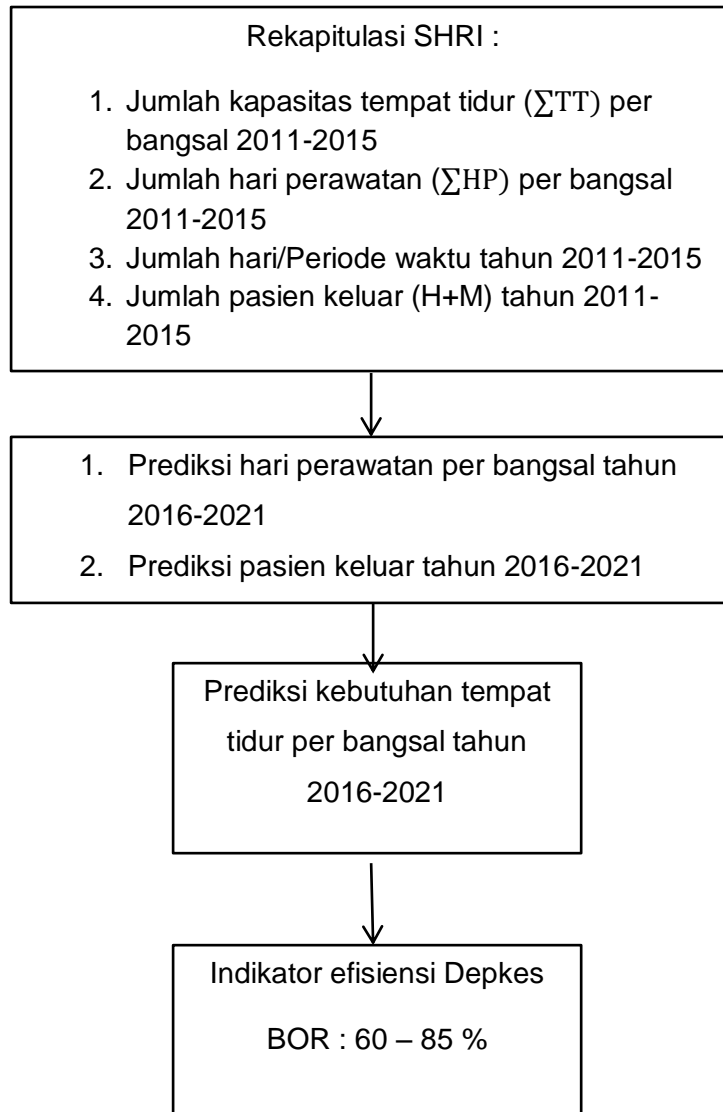 Rekapitulasi SHRI :
1. Jumlah kapasitas tempat tidur (∑TT) per
bangsal 2011-2015
2. Jumlah hari perawatan (∑HP) per bangsal
2011-2015
3. Jumlah hari/Periode waktu tahun 2011-2015
4. Jumlah pasien keluar (H+M) tahun 2011-
2015
1. Prediksi hari perawatan per bangsal tahun
2016-2021
2. Prediksi pasien keluar tahun 2016-2021
Prediksi kebutuhan tempat
tidur per bangsal tahun
2016-2021
Indikator efisiensi Depkes
BOR : 60 – 85 %